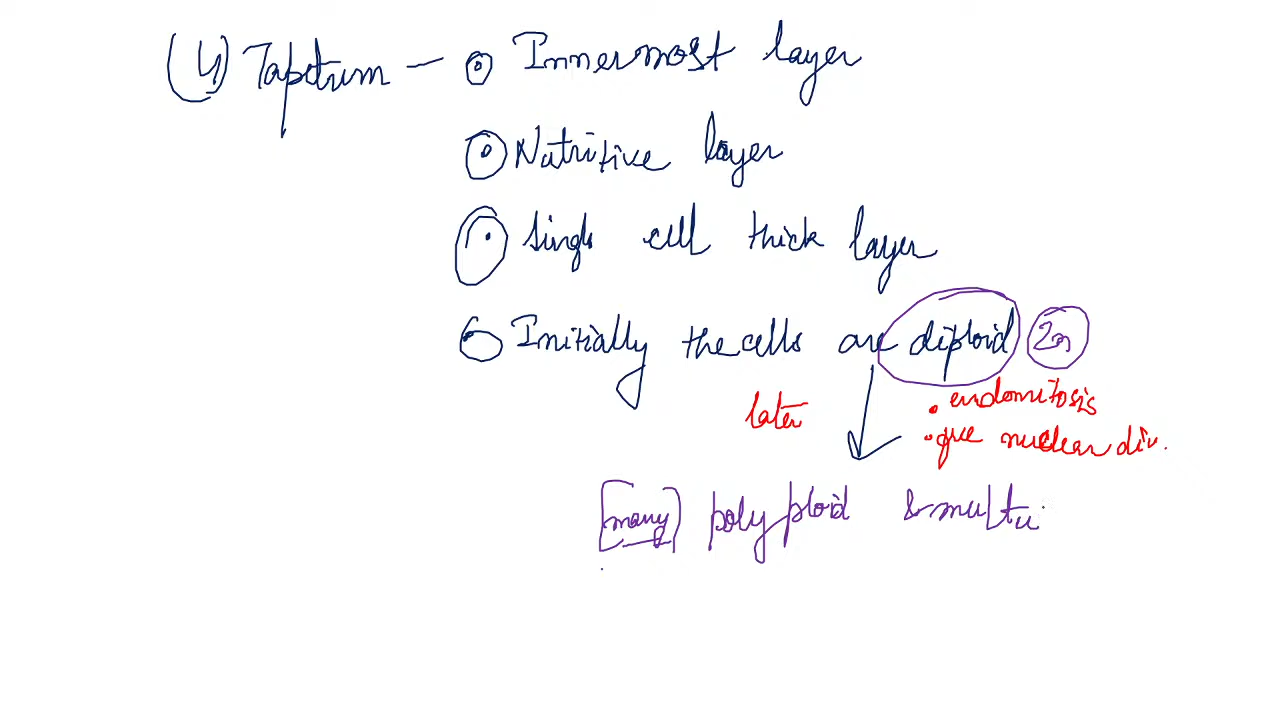 (4) Tapetum — Innermost layer
Nutritive layer
Single cell thick layer
Initially the cells are diploid 2n
later • endomitosis
• free nuclear div.
[many] polyploid & multi